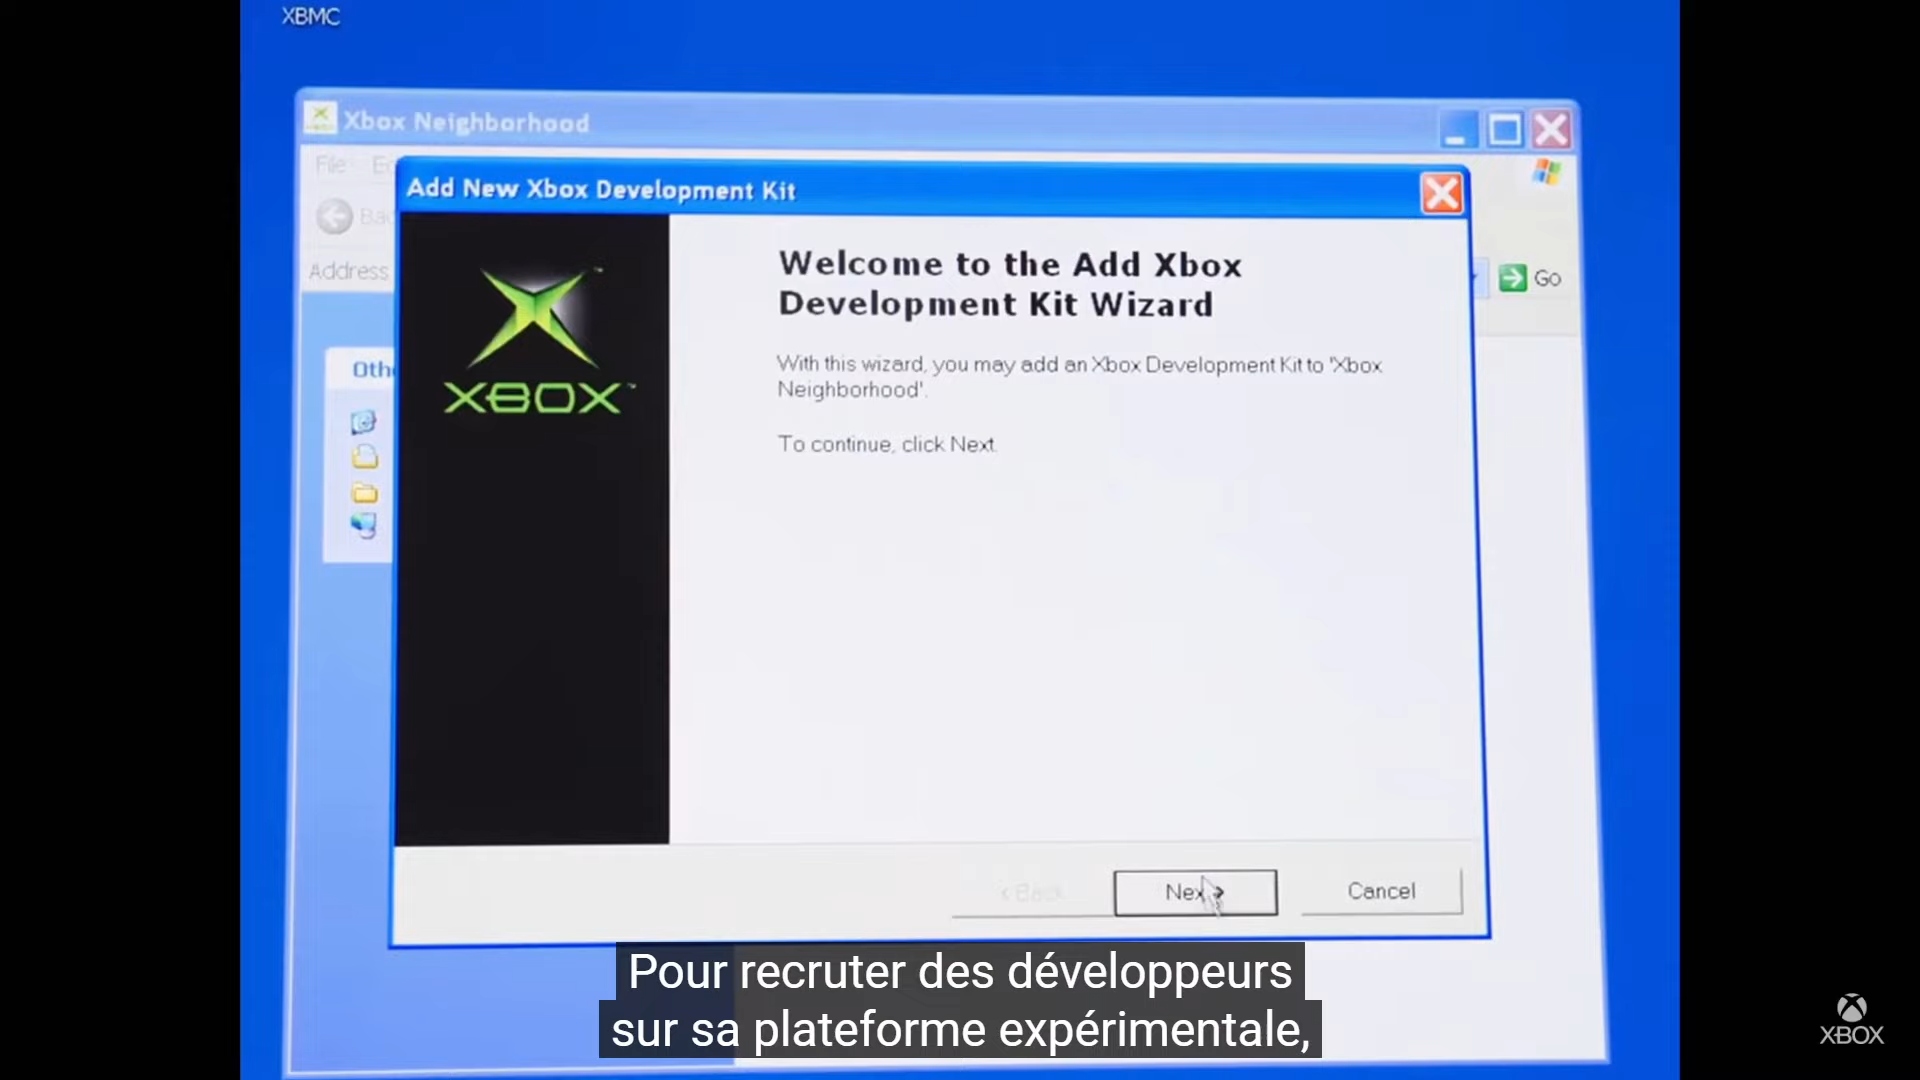 XBMC
Xbox Neighborhood
File
Add New Xbox Development Kit
Address
Go
XBOX
Welcome to the Add Xbox
Development Kit Wizard
With this wizard, you may add an Xbox Development Kit to 'Xbox
Neighborhood'.
To continue, click Next.
< Back
Cancel
Pour recruter des développeurs
sur sa plateforme expérimentale,
XBOX